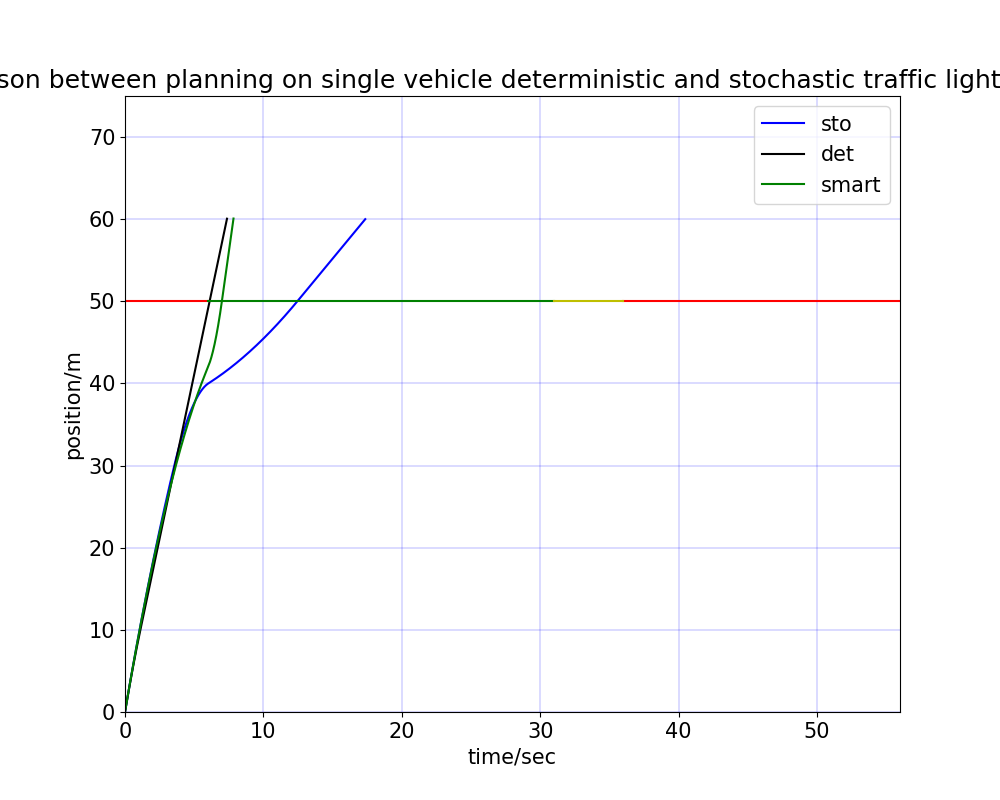 son between planning on single vehicle deterministic and stochastic traffic light
sto
det
smart
70
60
50
40
30
20
10
0
position/m
0 10 20 30 40 50
time/sec